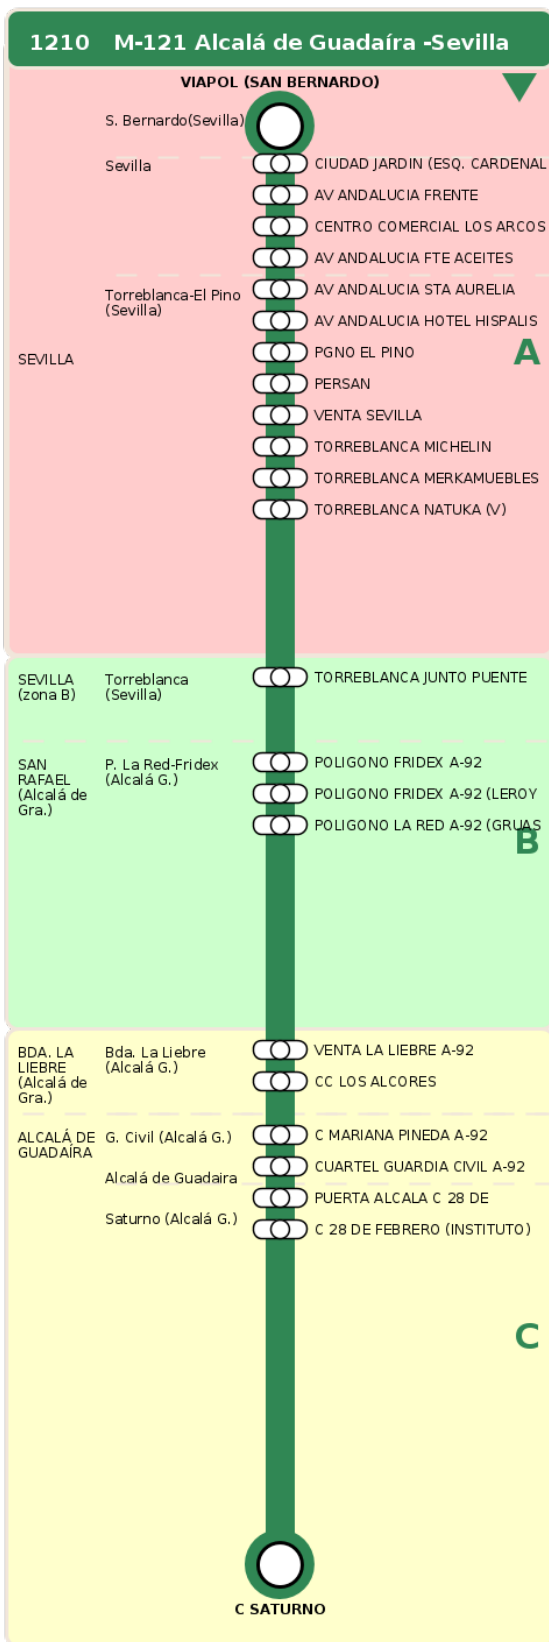 1210 M-121 Alcalá de Guadaíra -Sevilla
VIAPOL (SAN BERNARDO)
S. Bernardo(Sevilla)
Sevilla
CIUDAD JARDIN (ESQ. CARDENAL
AV ANDALUCIA FRENTE
CENTRO COMERCIAL LOS ARCOS
AV ANDALUCIA FTE ACEITES
Torreblanca-El Pino
(Sevilla)
AV ANDALUCIA STA AURELIA
AV ANDALUCIA HOTEL HISPALIS
SEVILLA
PGNO EL PINO
A
PERSAN
VENTA SEVILLA
TORREBLANCA MICHELIN
TORREBLANCA MERKAMUEBLES
TORREBLANCA NATUKA (V)
SEVILLA
(zona B)
Torreblanca
(Sevilla)
TORREBLANCA JUNTO PUENTE
SAN
RAFAEL
(Alcalá de
Gra.)
P. La Red-Fridex
(Alcalá G.)
POLIGONO FRIDEX A-92
POLIGONO FRIDEX A-92 (LEROY
POLIGONO LA RED A-92 (GRUAS
B
BDA. LA
LIEBRE
(Alcalá de
Gra.)
Bda. La Liebre
(Alcalá G.)
VENTA LA LIEBRE A-92
CC LOS ALCORES
ALCALÁ DE
GUADAÍRA
G. Civil (Alcalá G.)
C MARIANA PINEDA A-92
CUARTEL GUARDIA CIVIL A-92
Alcalá de Guadaira
PUERTA ALCALA C 28 DE
Saturno (Alcalá G.)
C 28 DE FEBRERO (INSTITUTO)
C
C SATURNO